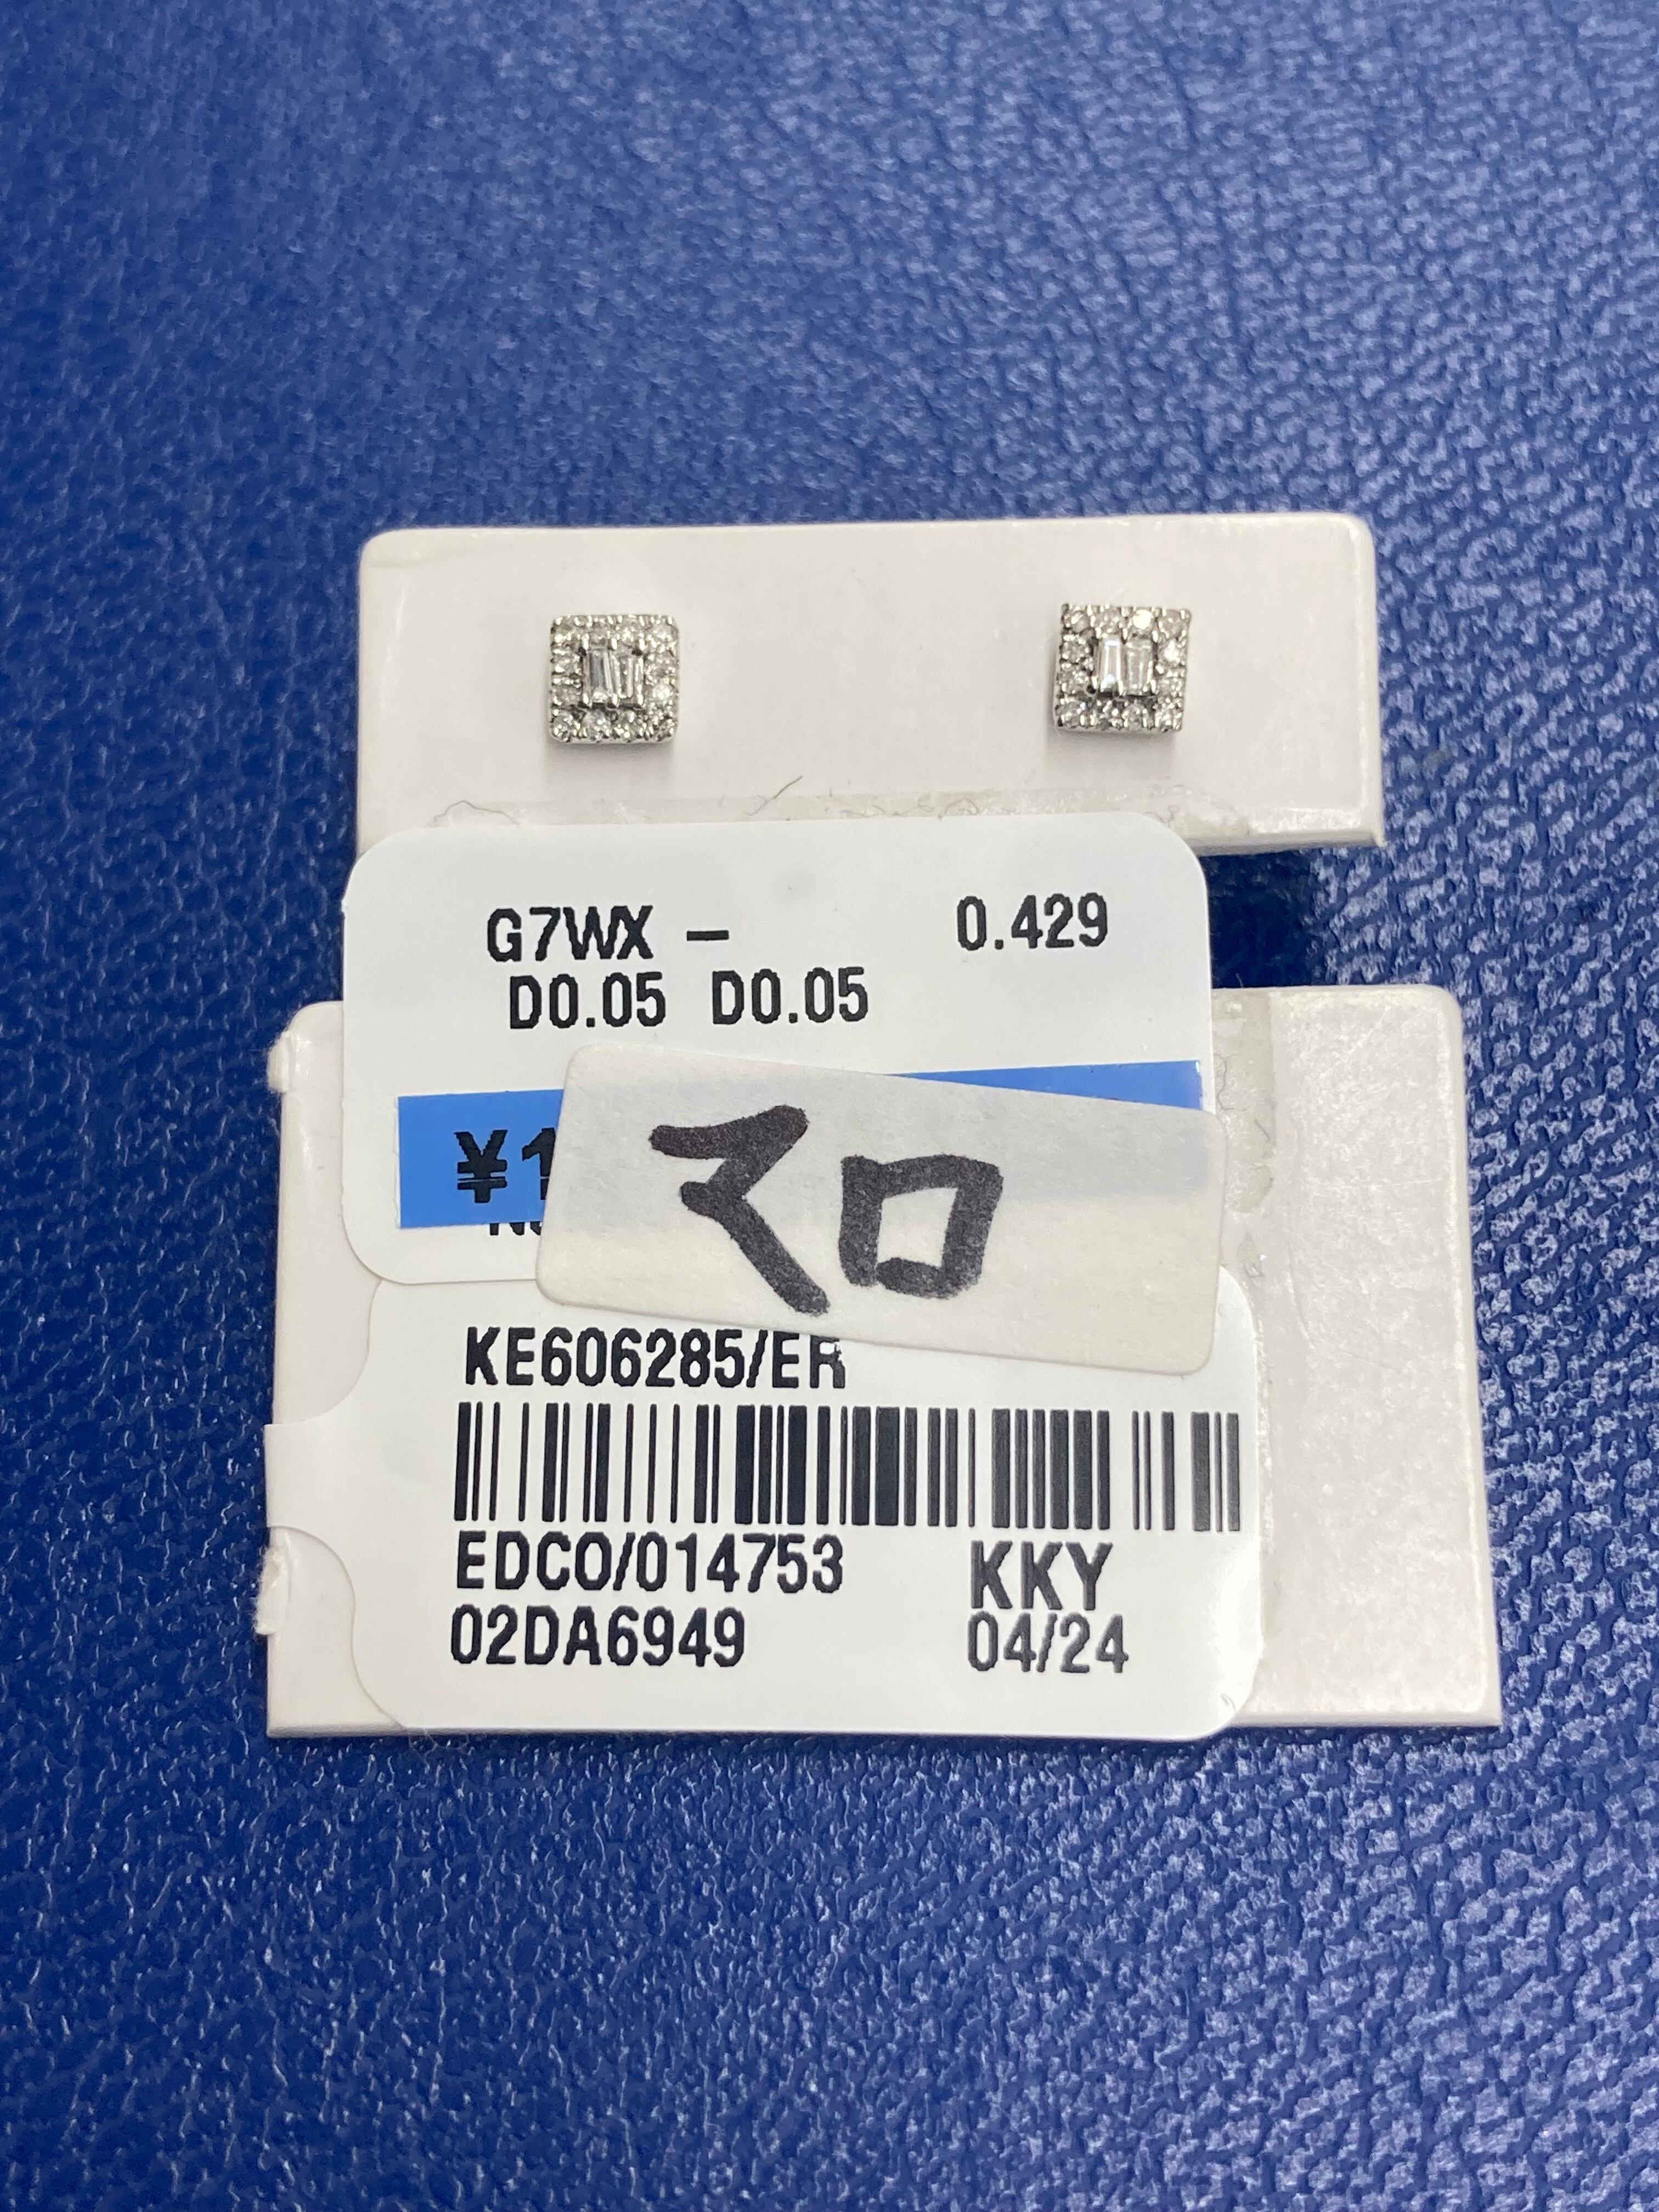 G7WX - 0.429
D0.05 D0.05
¥1
マロ
KE606285/ER
EDCO/014753 KKY
02DA6949 04/24